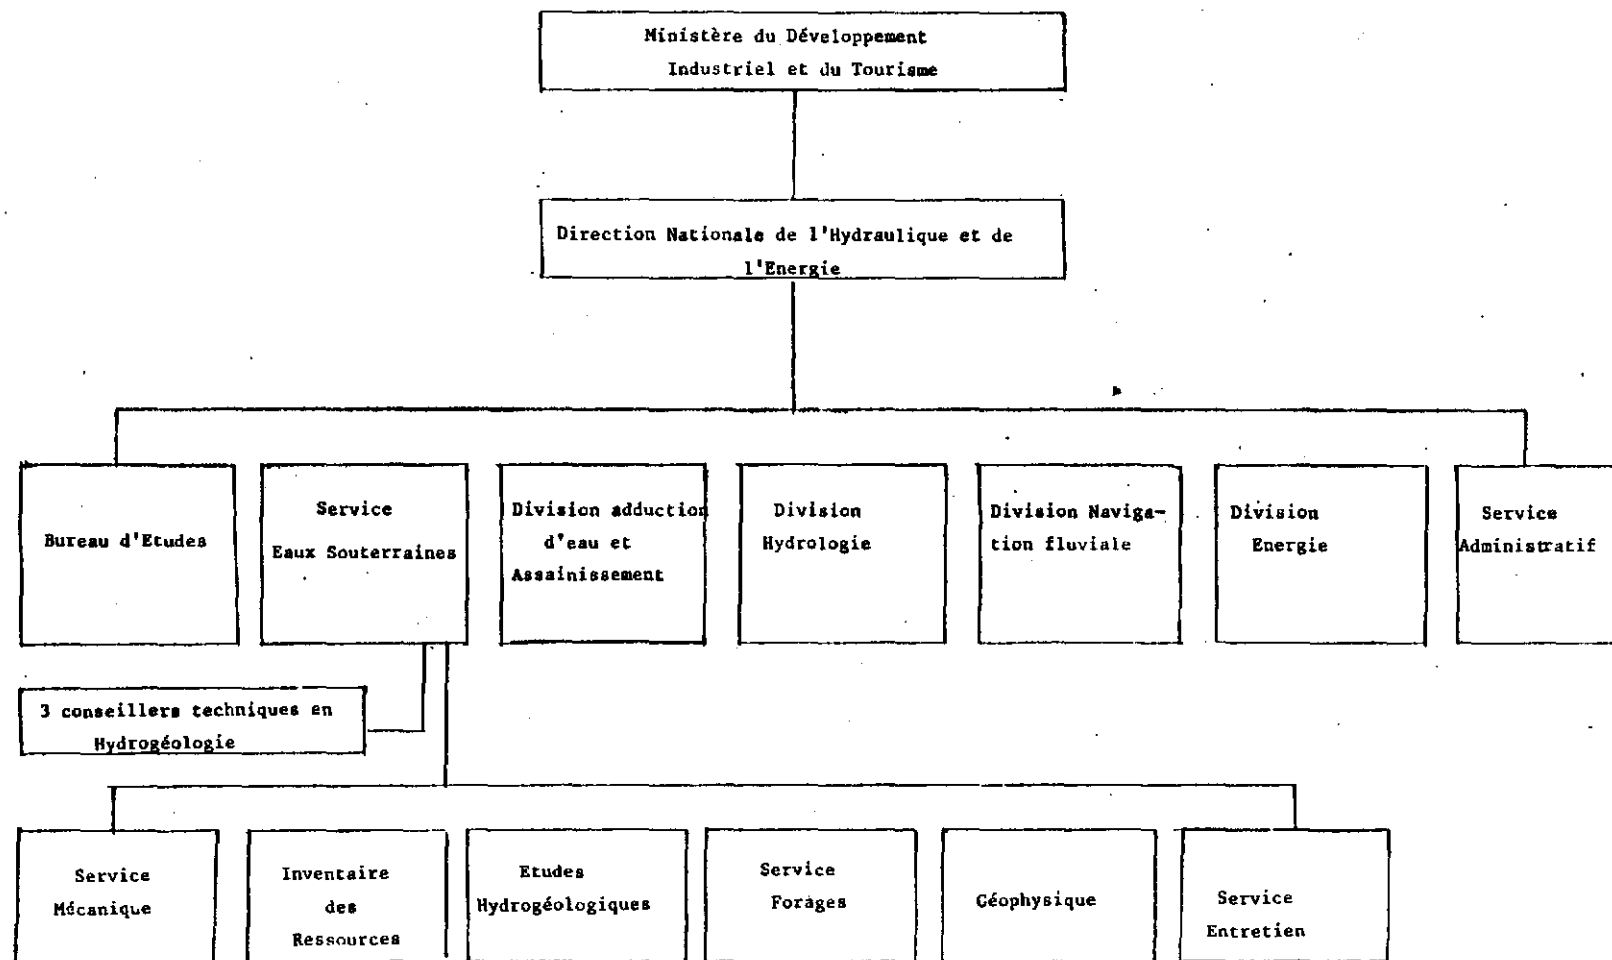 Ministère du Développement
Industriel et du Tourisme
Direction Nationale de l'Hydraulique et de
l'Energie
Bureau d'Etudes
Service
Eaux Souterraines
Division adduction
d'eau et
Assainissement
Division
Hydrologie
Division Naviga-
tion fluviale
Division
Energie
Service
Administratif
3 conseillers techniques en
Hydrogéologie
Service
Mécanique
Inventaire
des
Ressources
Etudes
Hydrogéologiques
Service
Forages
Géophysique
Service
Entretien